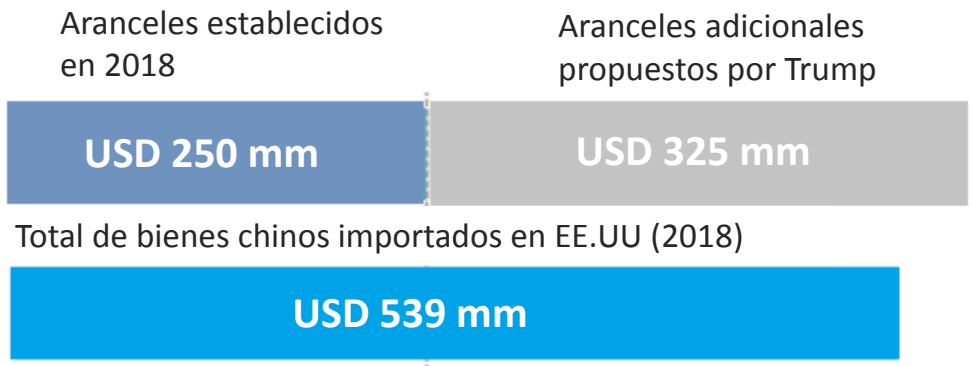 Aranceles establecidos
en 2018
Aranceles adicionales
propuestos por Trump
USD 250 mm
USD 325 mm
Total de bienes chinos importados en EE.UU (2018)
USD 539 mm